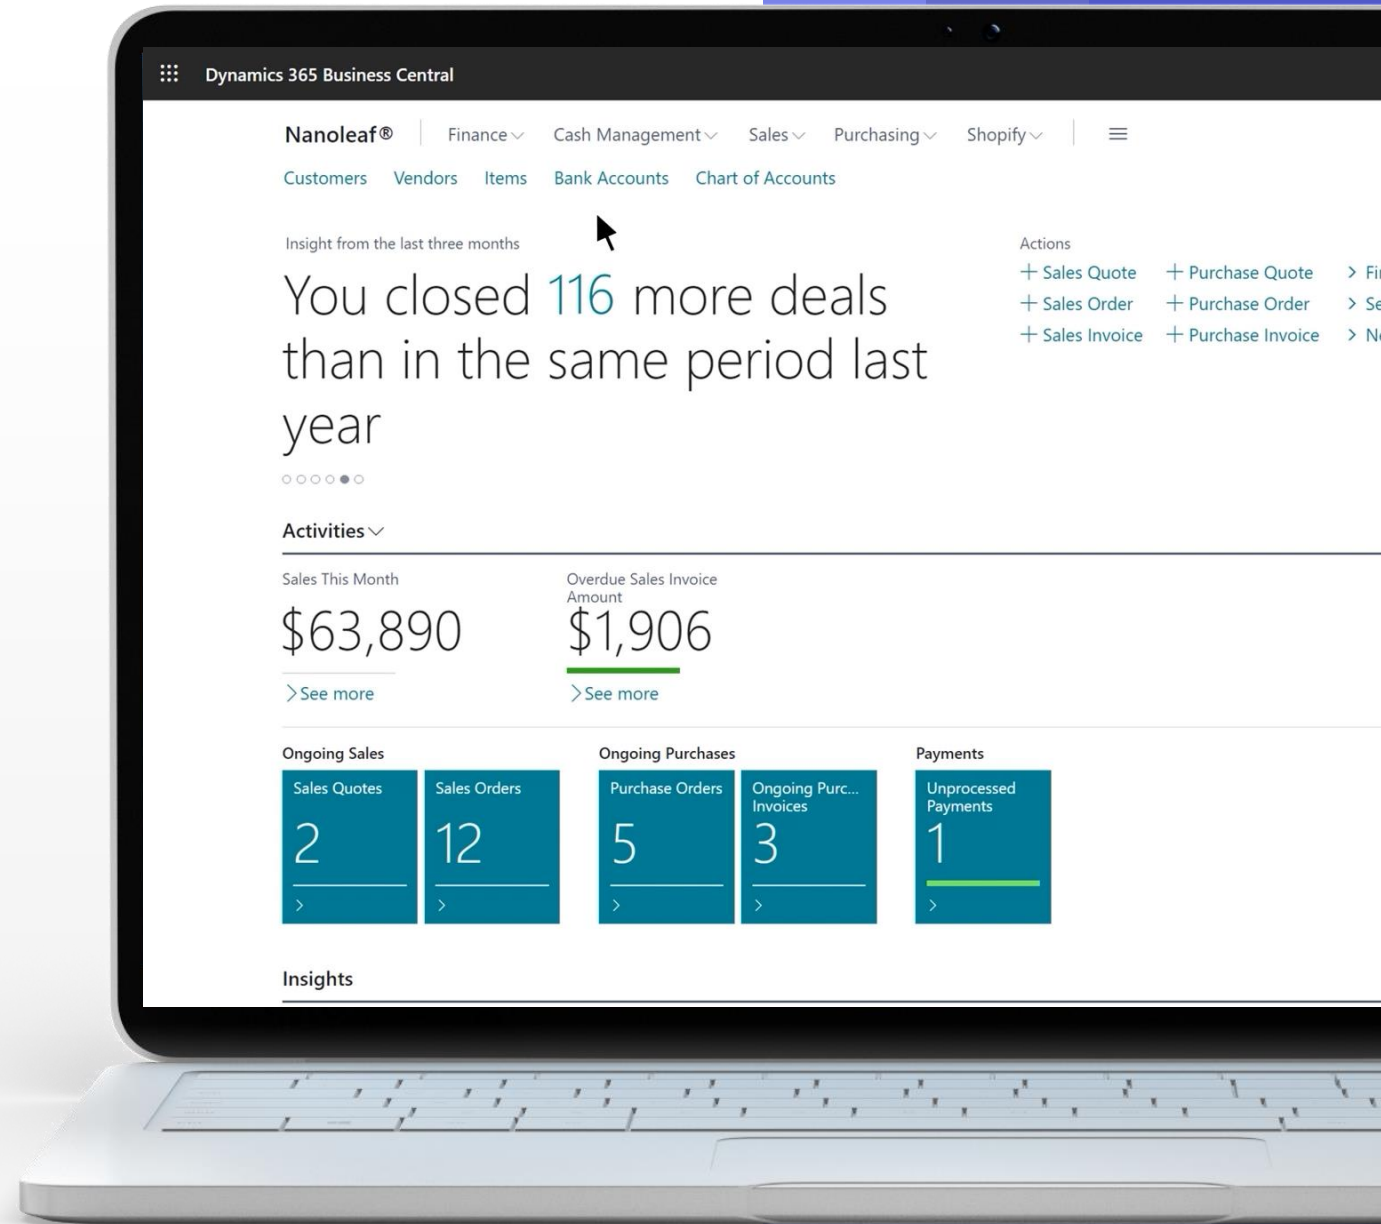 Dynamics 365 Business Central
Nanoleaf® Finance Cash Management Sales Purchasing Shopify
Customers Vendors Items Bank Accounts Chart of Accounts
Insight from the last three months
You closed 116 more deals
than in the same period last
year
Actions
+ Sales Quote + Purchase Quote > Fi
+ Sales Order + Purchase Order > Se
+ Sales Invoice + Purchase Invoice
Activities
Sales This Month
$63,890
>See more
Overdue Sales Invoice
Amount
$1,906
>See more
Ongoing Sales
Sales Quotes
2
>
Sales Orders
12
>
Ongoing Purchases
Purchase Orders
5
>
Ongoing Purc...
Invoices
3
>
Payments
Unprocessed
Payments
1
>
Insights